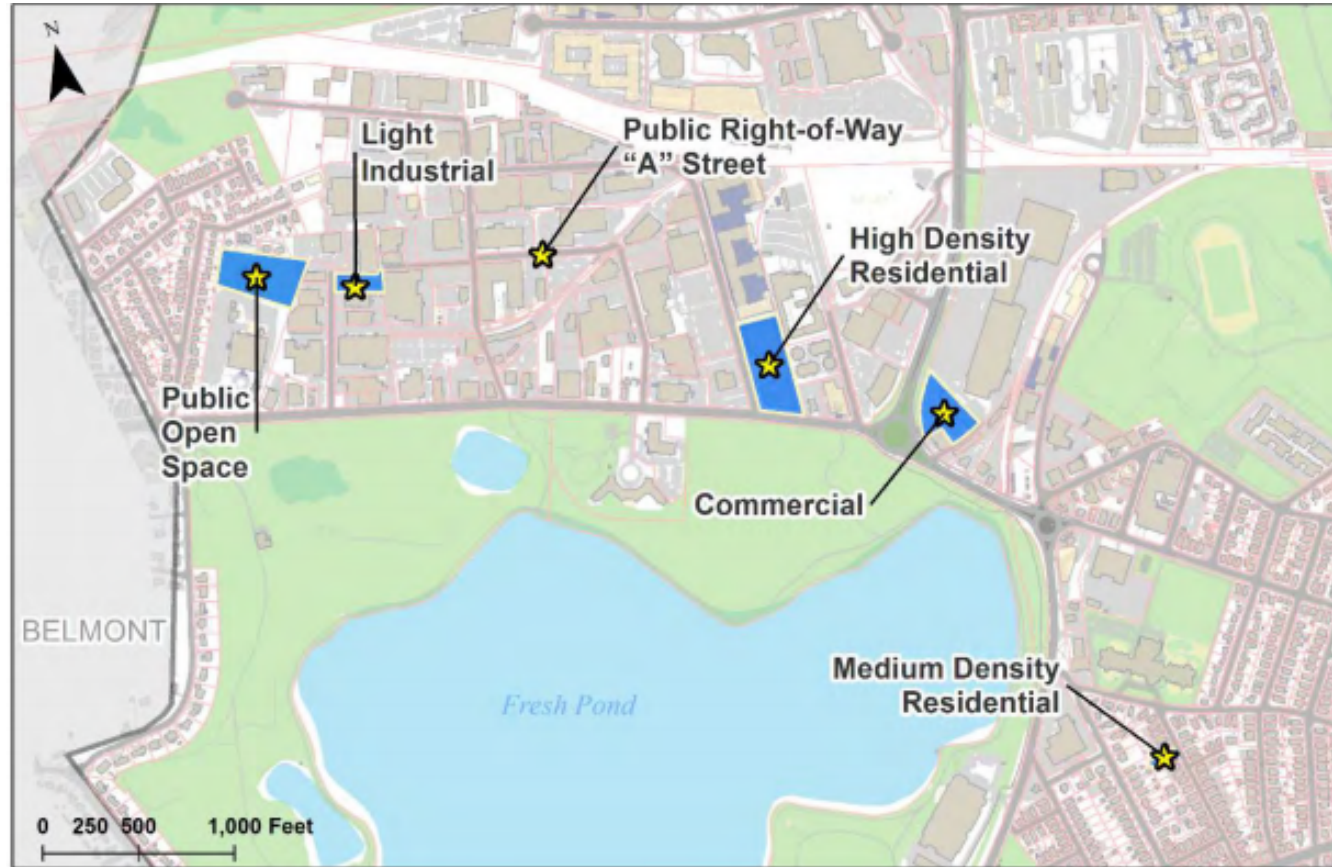 N
Light
Industrial
Public Right-of-Way
“A” Street
High Density
Residential
Public
Open
Space
Commercial
BELMONT
Fresh Pond
Medium Density
Residential
0 250 500 1,000 Feet